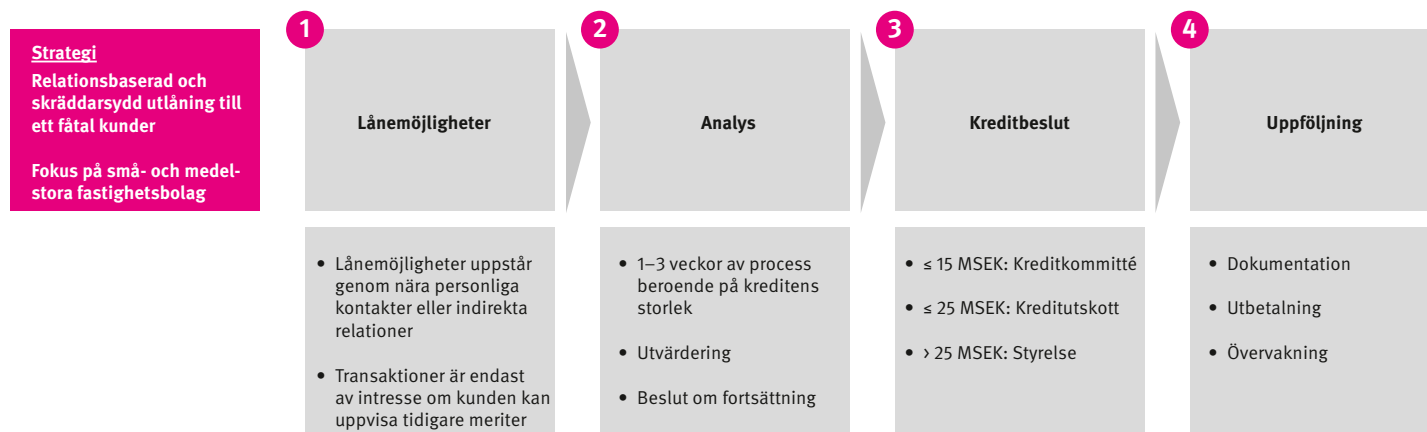 Strategi
Relationsbaserad och
skräddarsydd utlåning till
ett fåtal kunder
Fokus på små- och medel-
stora fastighetsbolag
1
Lånemöjligheter
• Lånemöjligheter uppstår
genom nära personliga
kontakter eller indirekta
relationer
• Transaktioner är endast
av intresse om kunden kan
uppvisa tidigare meriter
2
Analys
• 1–3 veckor av process
beroende på kreditens
storlek
• Utvärdering
• Beslut om fortsättning
3
Kreditbeslut
• ≤ 15 MSEK: Kreditkommitté
• ≤ 25 MSEK: Kreditutskott
• > 25 MSEK: Styrelse
4
Uppföljning
• Dokumentation
• Utbetalning
• Övervakning